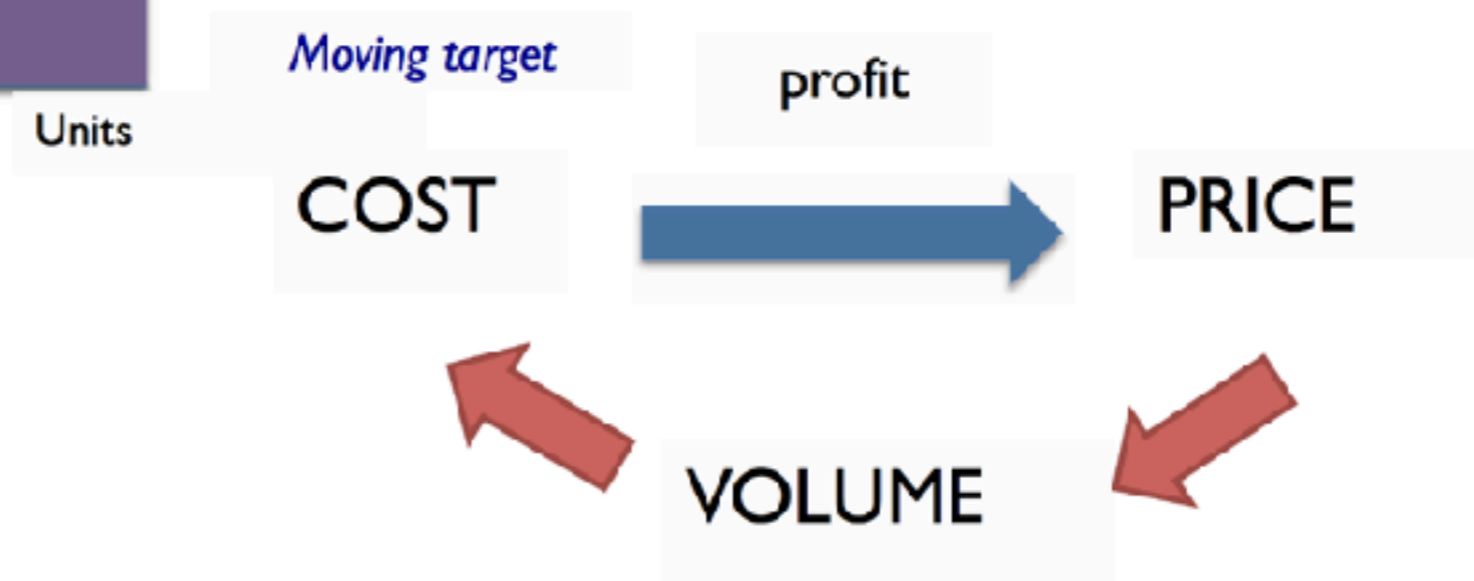 Moving target
profit
Units
COST
PRICE
VOLUME